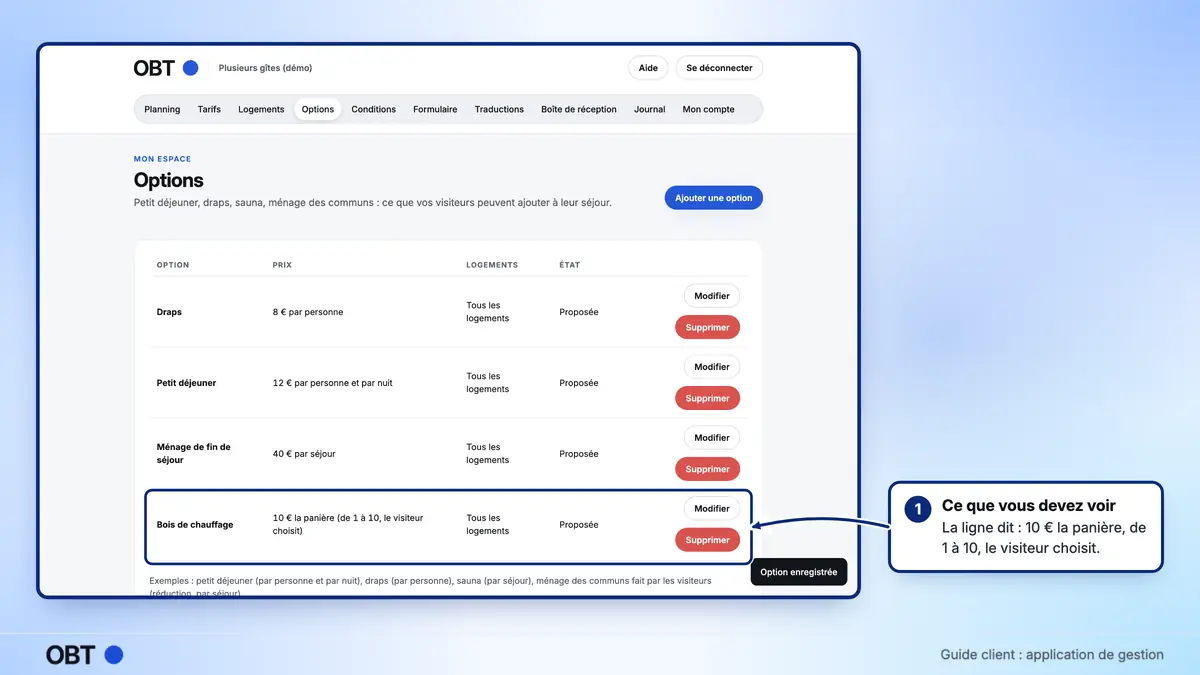 OBT
Plusieurs gîtes (démo)
Aide
Se déconnecter
Planning
Tarifs
Logements
Options
Conditions
Formulaire
Traductions
Boîte de réception
Journal
Mon compte
MON ESPACE
Options
Petit déjeuner, draps, sauna, ménage des communs : ce que vos visiteurs peuvent ajouter à leur séjour.
Ajouter une option
OPTION
PRIX
LOGEMENTS
ÉTAT
Draps
8 € par personne
Tous les
logements
Proposée
Modifier
Supprimer
Petit déjeuner
12 € par personne et par nuit
Tous les
logements
Proposée
Modifier
Supprimer
Ménage de fin de
séjour
40 € par séjour
Tous les
logements
Proposée
Modifier
Supprimer
Bois de chauffage
10 € la panière (de 1 à 10, le visiteur
choisit)
Tous les
logements
Proposée
Modifier
Supprimer
Exemples : petit déjeuner (par personne et par nuit), draps (par personne), sauna (par séjour), ménage des communs fait par les visiteurs
(réduction, par séjour)
Option enregistrée
1
Ce que vous devez voir
La ligne dit : 10 € la panière, de
1 à 10, le visiteur choisit.
OBT
Guide client : application de gestion